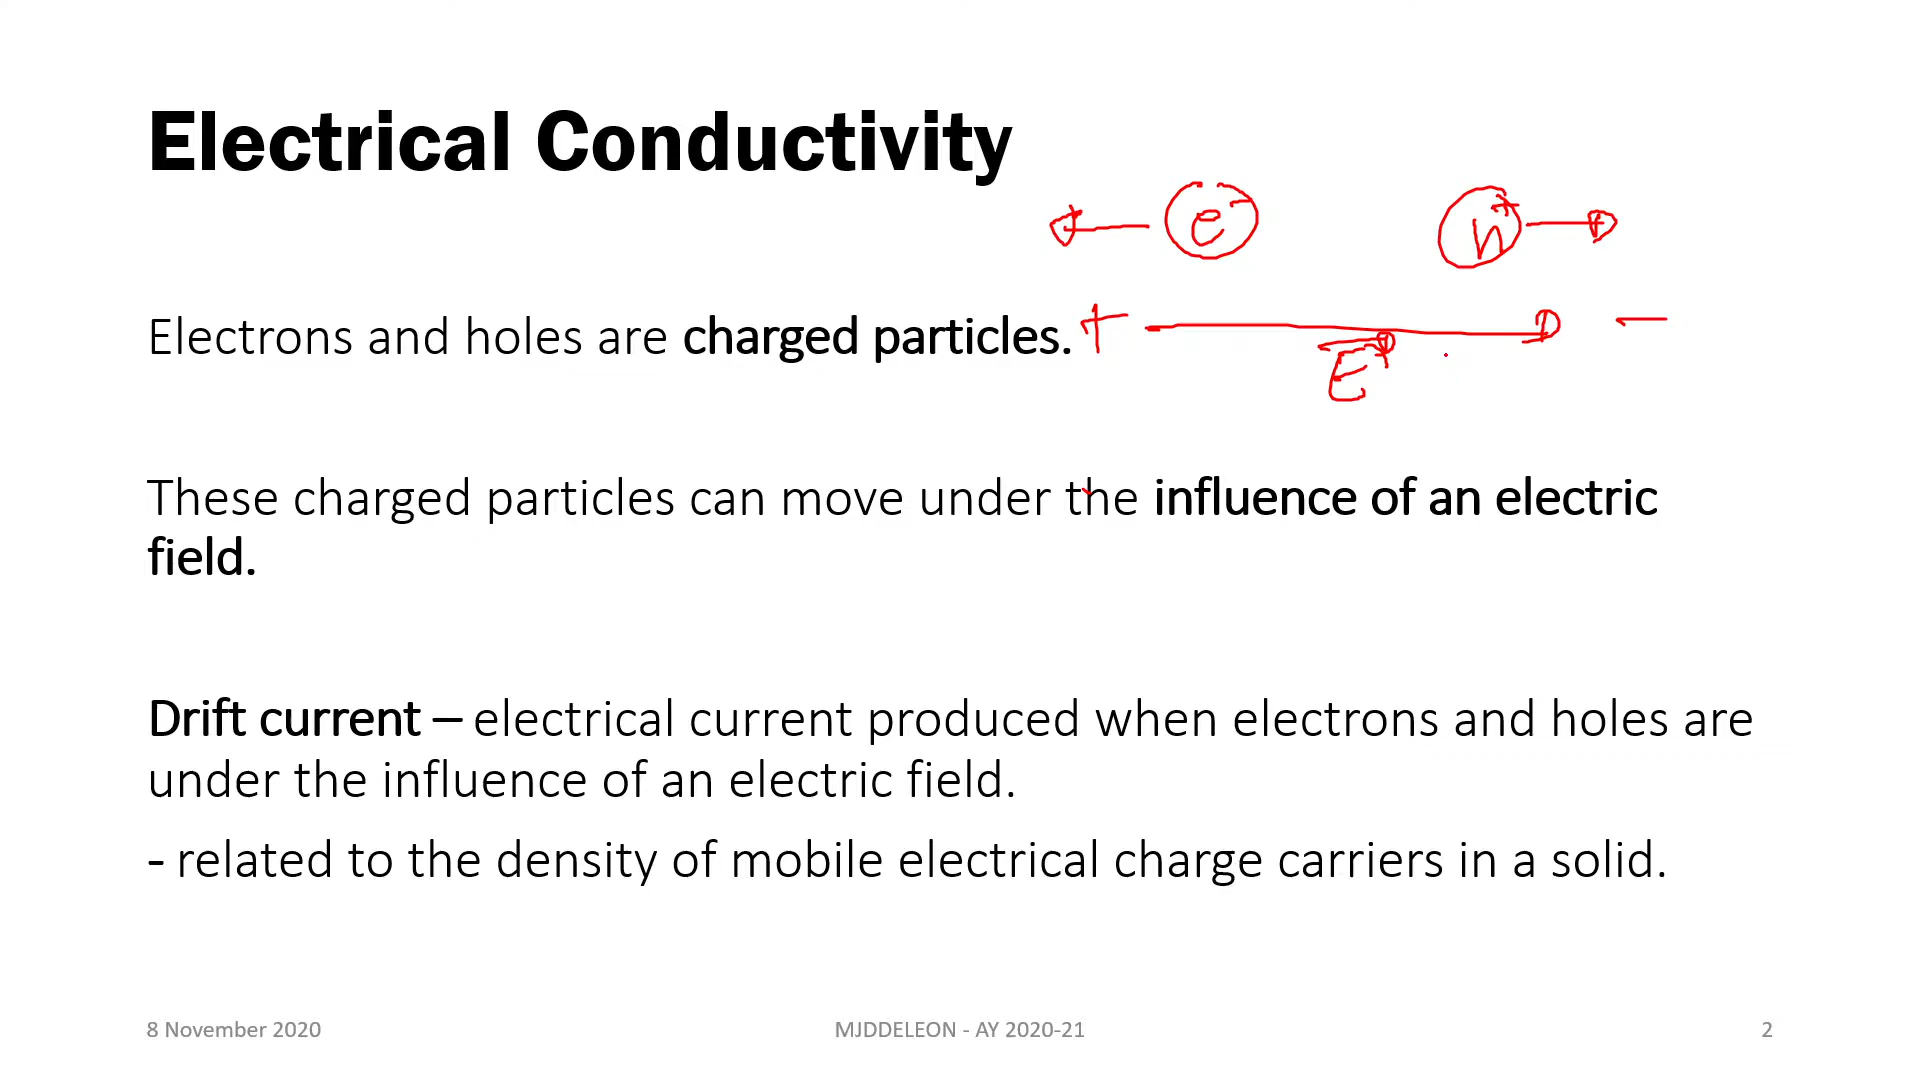 Electrical Conductivity
e⁻ h⁺
Electrons and holes are charged particles. + −
E
These charged particles can move under the influence of an electric
field.
Drift current – electrical current produced when electrons and holes are
under the influence of an electric field.
- related to the density of mobile electrical charge carriers in a solid.
8 November 2020 MJDDELEON - AY 2020-21 2